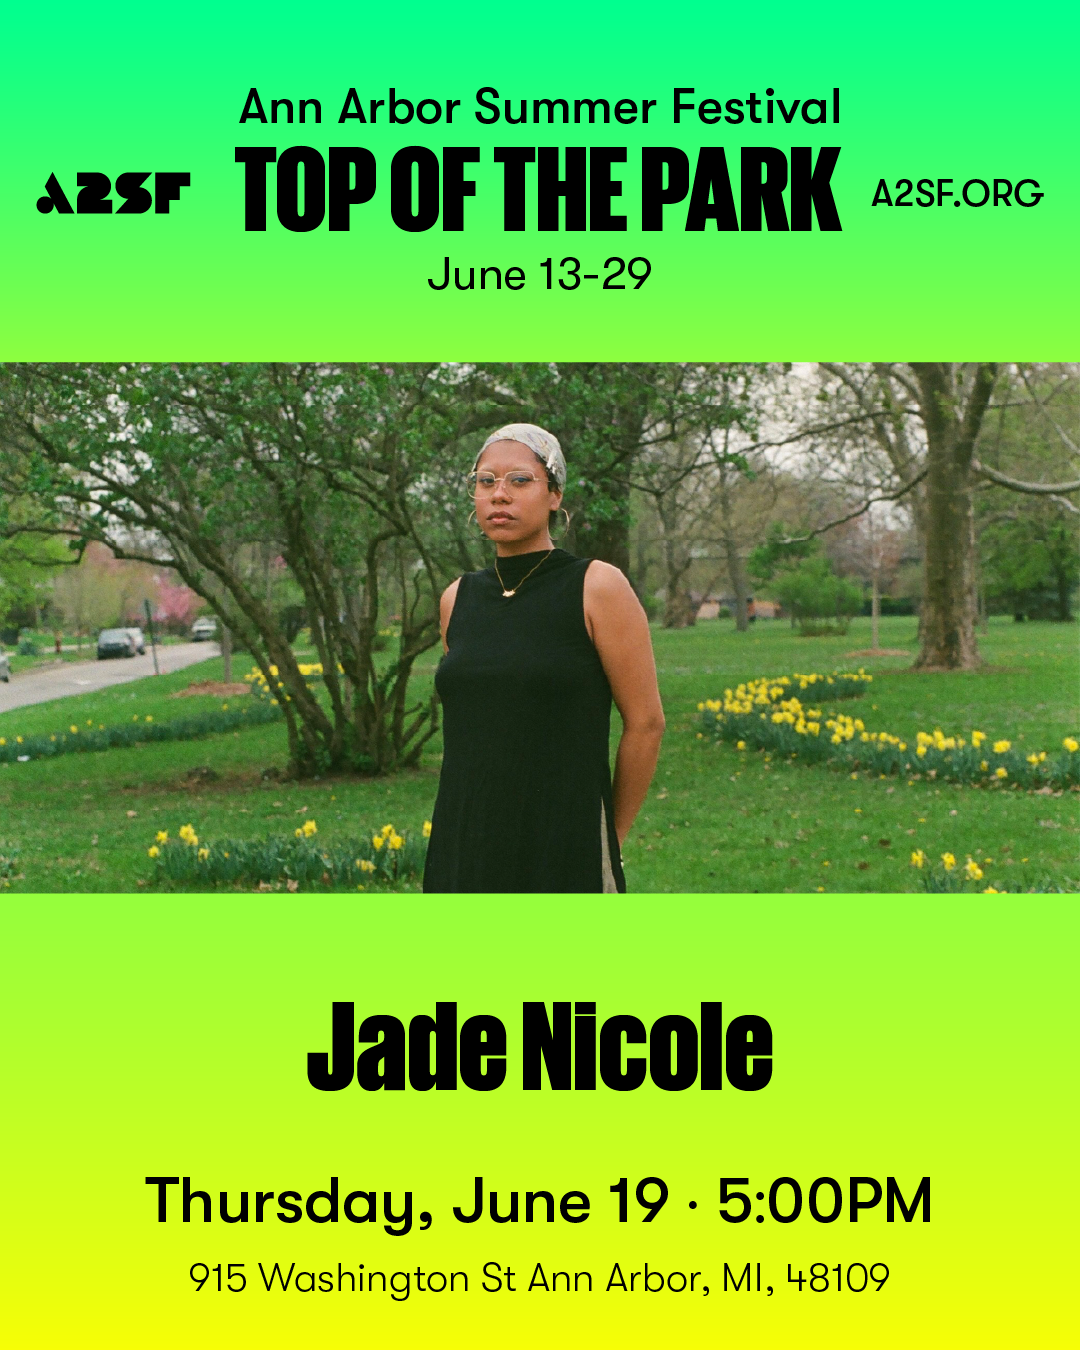 Ann Arbor Summer Festival
A2SF TOP OF THE PARK A2SF.ORG
June 13-29
Jade Nicole
Thursday, June 19 · 5:00PM
915 Washington St Ann Arbor, MI, 48109